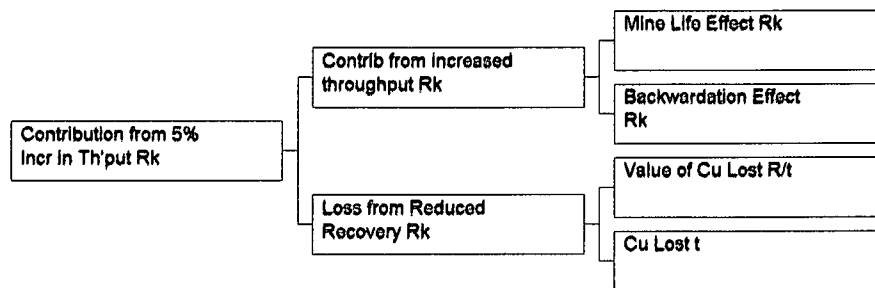 Mine Life Effect Rk
Contrib from increased
throughput Rk
Backwardation Effect
Rk
Contribution from 5%
Incr in Th'put Rk
Value of Cu Lost R/t
Loss from Reduced
Recovery Rk
Cu Lost t